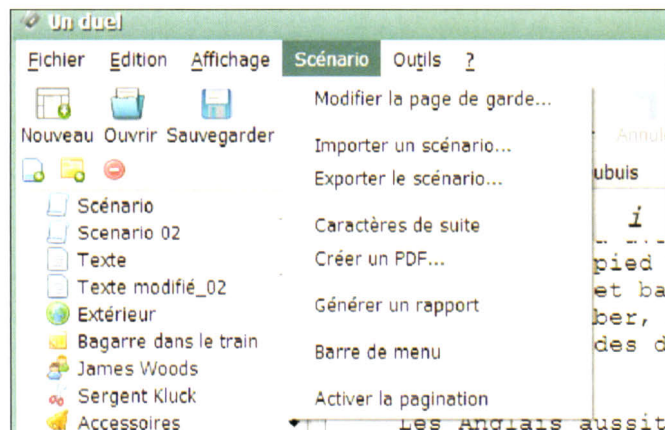 Un duel
Fichier Edition Affichage Scénario Outils ?
Nouveau Ouvrir Sauvegarder
Annule
Modifier la page de garde...
Importer un scénario...
Exporter le scénario...
Caractères de suite
Créer un PDF...
Générer un rapport
Barre de menu
Activer la pagination
Scénario
Scenario 02
Texte
Texte modifié_02
Extérieur
Bagarre dans le train
James Woods
Sergent Kluck
Accessoires
ubuis
i
pied
et ba
ber,
des d
Les Anglais aussit